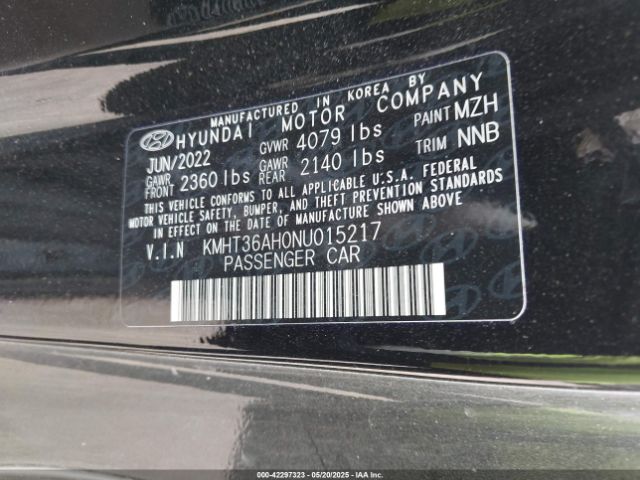 MANUFACTURED IN KOREA BY
HYUNDAI MOTOR COMPANY
JUN/2022 GVWR 4079 lbs PAINT MZH
GAWR FRONT 2360 lbs GAWR REAR 2140 lbs TRIM NNB
THIS VEHICLE CONFORMS TO ALL APPLICABLE U.S.A. FEDERAL
MOTOR VEHICLE SAFETY, BUMPER, AND THEFT PREVENTION STANDARDS
IN EFFECT ON THE DATE OF MANUFACTURE SHOWN ABOVE.
V.I.N KMHT36AH0NU015217
PASSENGER CAR
000-42297323 - 05/20/2025 - IAAI.COM